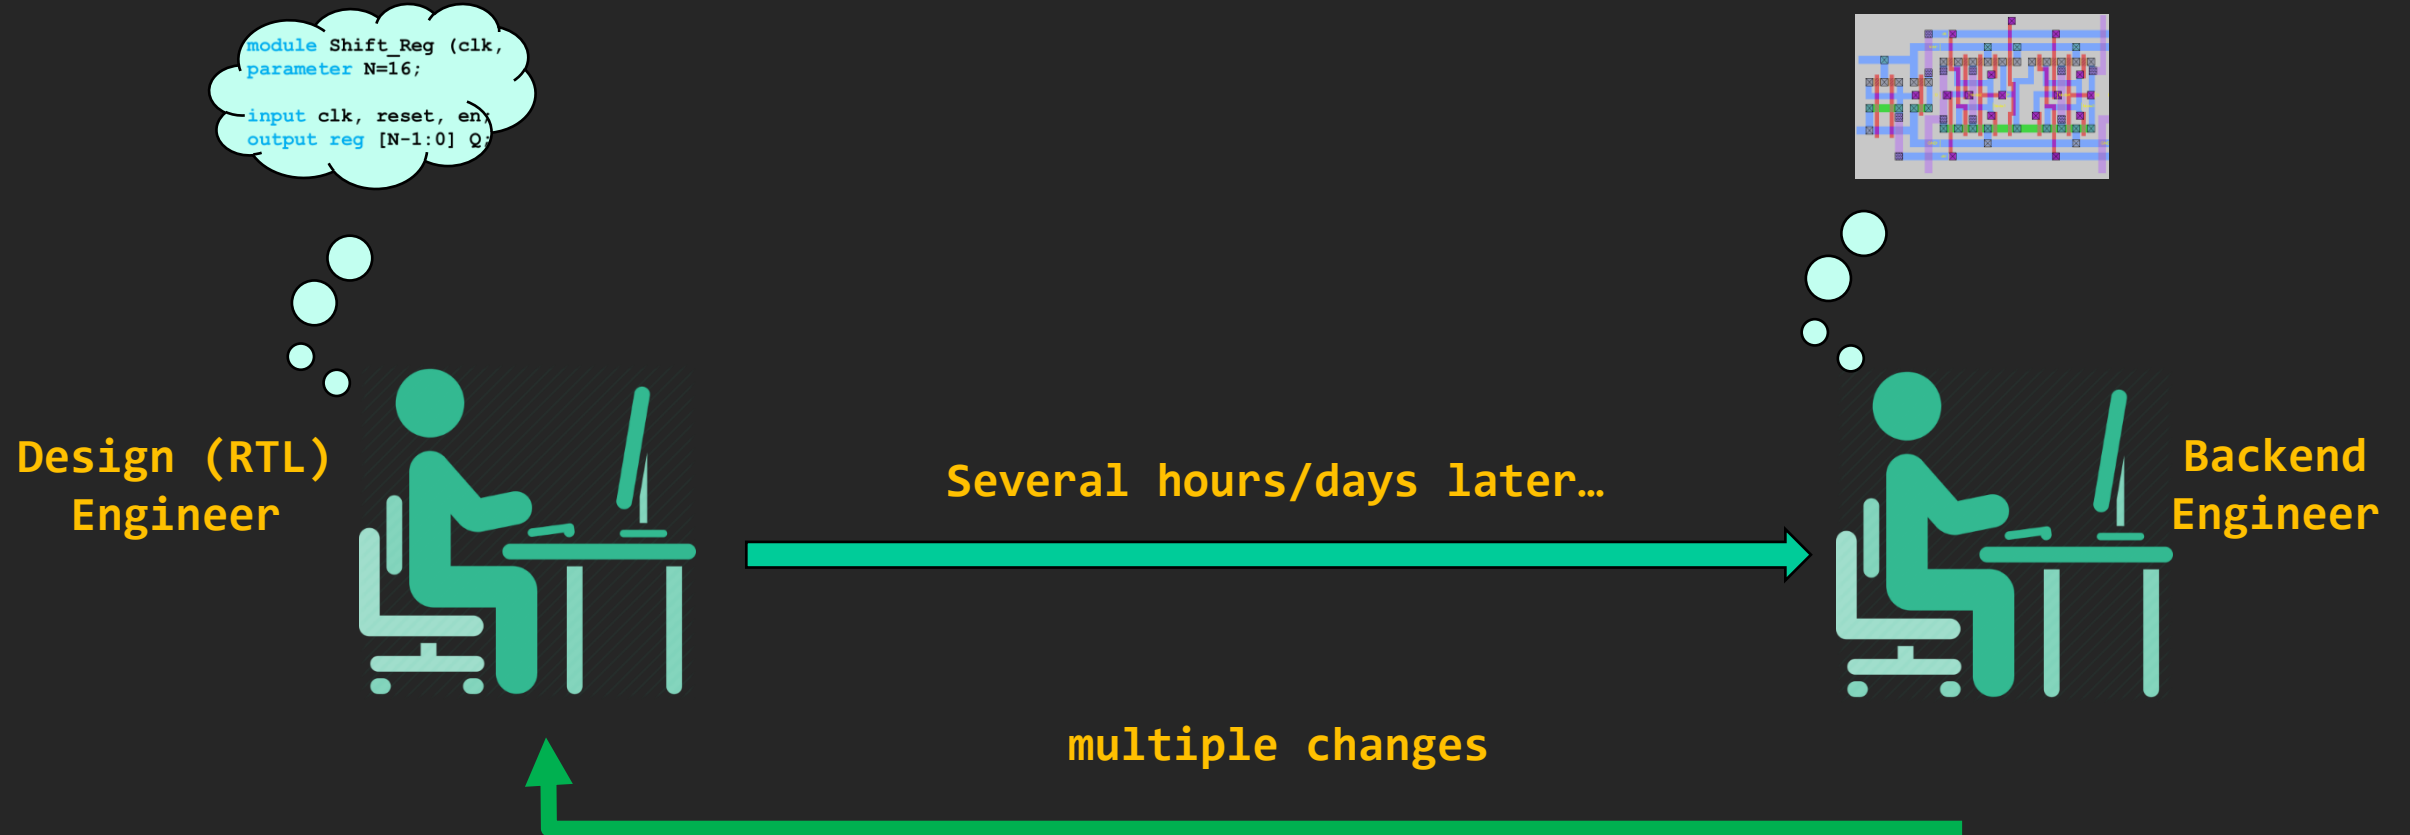 module Shift_Reg (clk,
parameter N=16;
input clk, reset, en;
output reg [N-1:0] Q;
Design (RTL)
Engineer
Several hours/days later…
Backend
Engineer
multiple changes